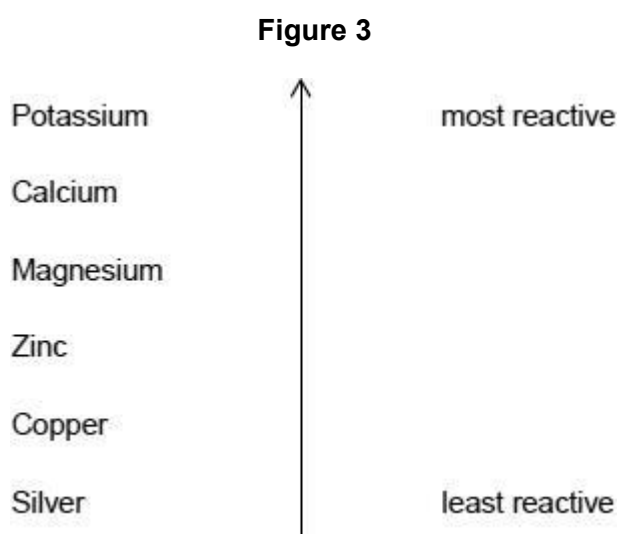 Figure 3
Potassium most reactive
Calcium
Magnesium
Zinc
Copper
Silver least reactive